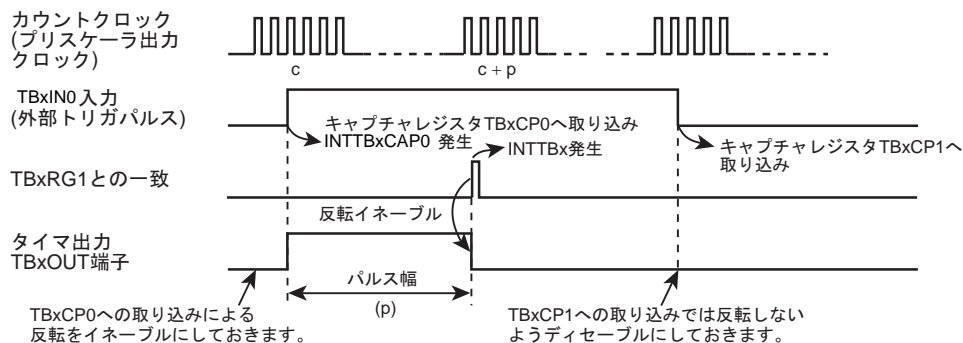 カウントクロック
(プリスケーラ出力
クロック)
c
c + p
TBxIN0 入力
(外部トリガパルス)
キャプチャレジスタTBxCP0へ取り込み
INTTBxCAP0 発生
INTTBx発生
キャプチャレジスタTBxCP1へ
取り込み
TBxRG1との一致
反転イネーブル
タイマ出力
TBxOUT端子
パルス幅
(p)
TBxCP0への取り込みによる
反転をイネーブルにしておきます。
TBxCP1への取り込みでは反転しない
ようディセーブルにしておきます。